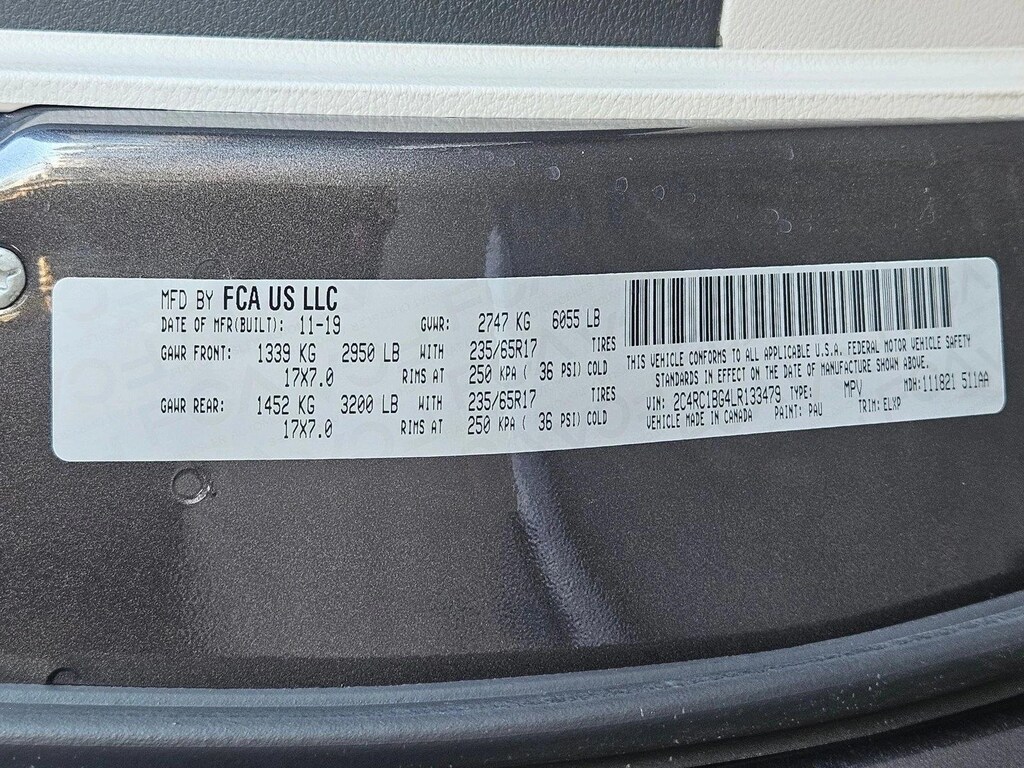 MFD BY FCA US LLC
DATE OF MFR(BUILT): 11-19 GVWR: 2747 KG 6055 LB
GAWR FRONT: 1339 KG 2950 LB WITH 235/65R17 TIRES
17X7.0 RIMS AT 250 KPA ( 36 PSI) COLD
GAWR REAR: 1452 KG 3200 LB WITH 235/65R17 TIRES
17X7.0 RIMS AT 250 KPA ( 36 PSI) COLD
THIS VEHICLE CONFORMS TO ALL APPLICABLE U.S.A. FEDERAL MOTOR VEHICLE SAFETY
STANDARDS IN EFFECT ON THE DATE OF MANUFACTURE SHOWN ABOVE.
VIN: 2C4RC1BG4LR133479 TYPE: MPV MDH: 111821 511AA
VEHICLE MADE IN CANADA PAINT: PAU TRIM: ELXP